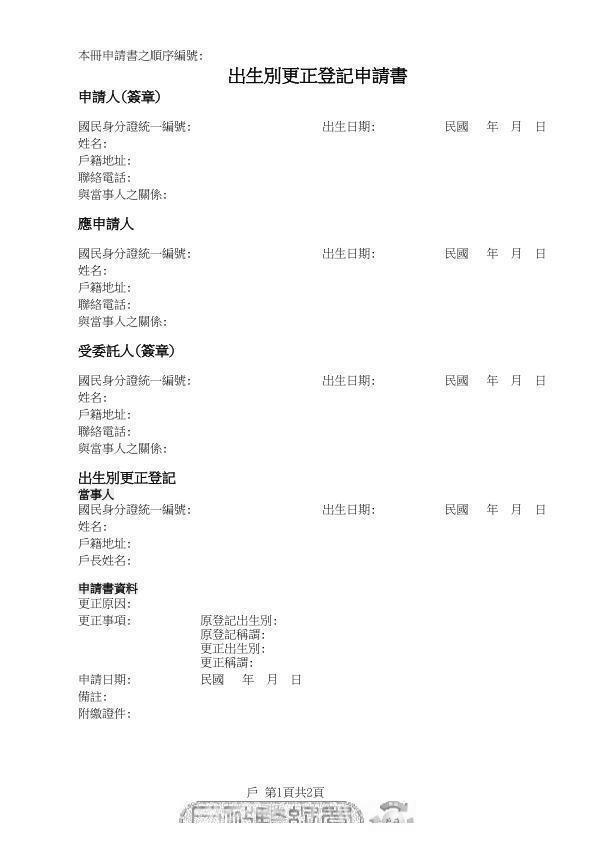 本冊申請書之順序編號:
出生別更正登記申請書
申請人(簽章)
國民身分證統一編號: 出生日期: 民國 年 月 日
姓名:
戶籍地址:
聯絡電話:
與當事人之關係:
應申請人
國民身分證統一編號: 出生日期: 民國 年 月 日
姓名:
戶籍地址:
聯絡電話:
與當事人之關係:
受委託人(簽章)
國民身分證統一編號: 出生日期: 民國 年 月 日
姓名:
戶籍地址:
聯絡電話:
與當事人之關係:
出生別更正登記
當事人
國民身分證統一編號: 出生日期: 民國 年 月 日
姓名:
戶籍地址:
戶長姓名:
申請書資料
更正原因:
更正事項: 原登記出生別:
原登記稱謂:
更正出生別:
更正稱謂:
申請日期: 民國 年 月 日
備註:
附繳證件:
戶 第1頁共2頁